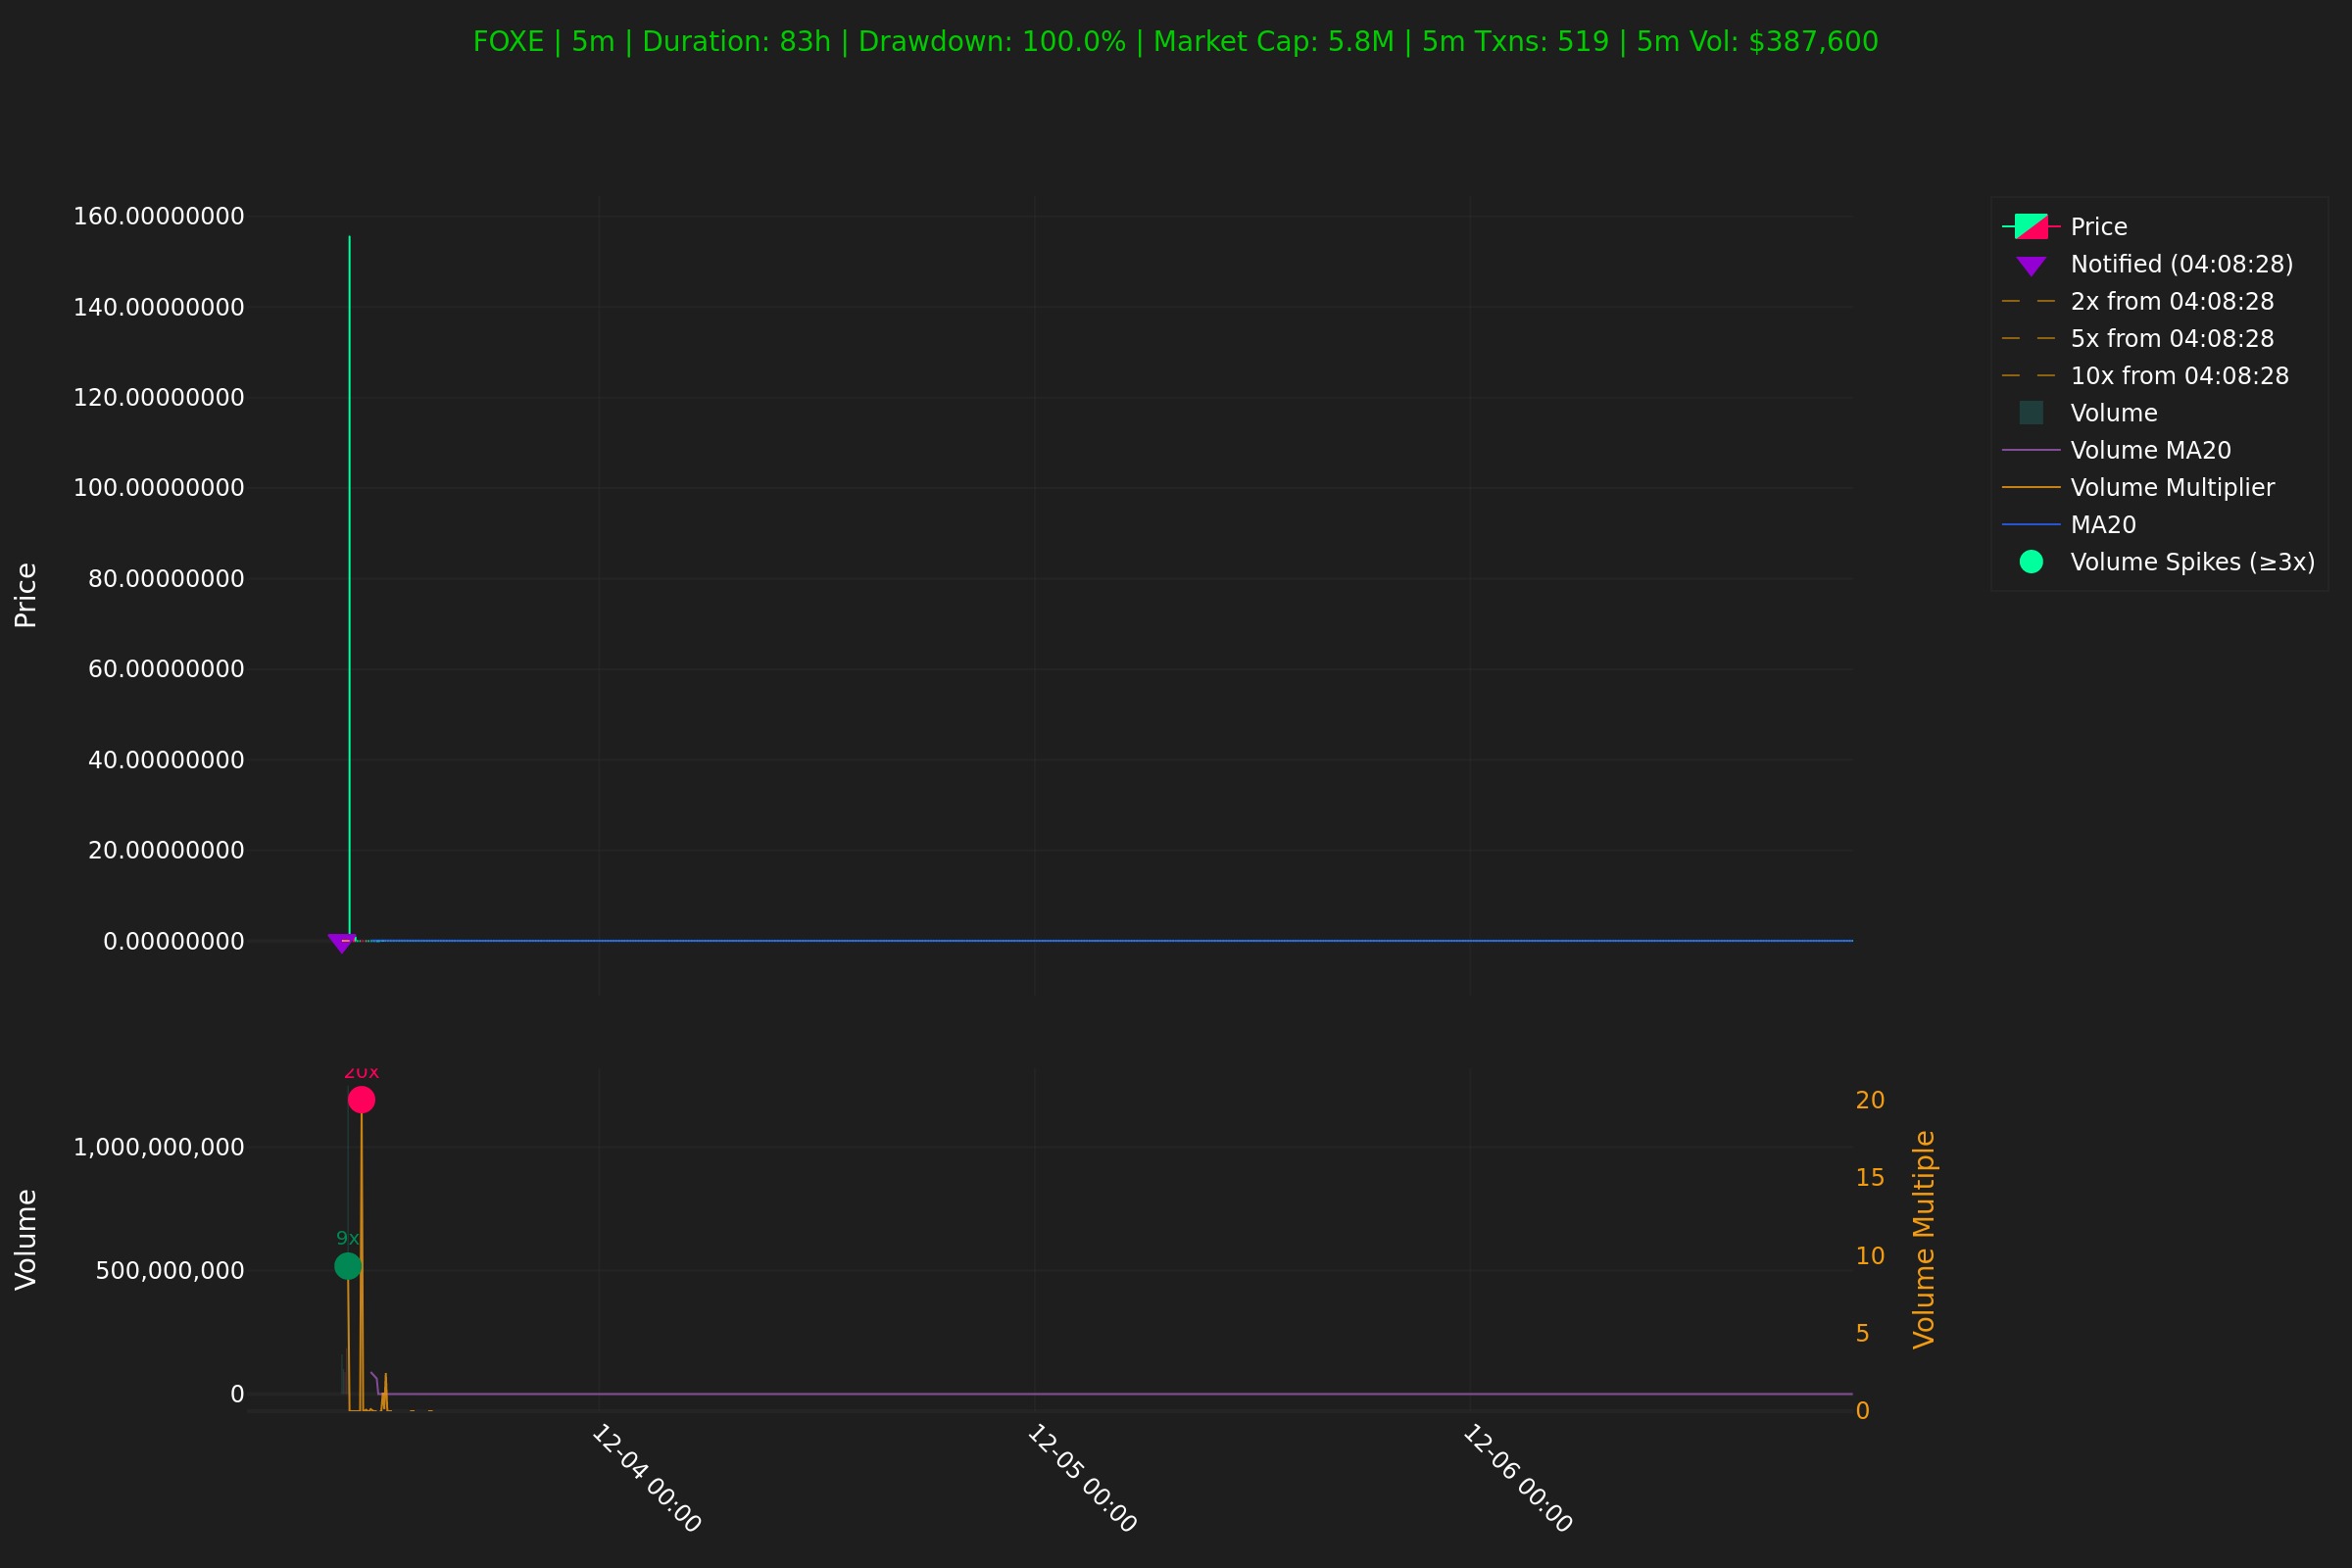 FOXE | 5m | Duration: 83h | Drawdown: 100.0% | Market Cap: 5.8M | 5m Txns: 519 | 5m Vol: $387,600
160.00000000
140.00000000
120.00000000
100.00000000
80.00000000
60.00000000
40.00000000
20.00000000
0.00000000
Price
Price
Notified (04:08:28)
2x from 04:08:28
5x from 04:08:28
10x from 04:08:28
Volume
Volume MA20
Volume Multiplier
MA20
Volume Spikes (≥3x)
20x
9x
1,000,000,000
500,000,000
0
Volume
20
15
10
5
0
Volume Multiple
12-04 00:00
12-05 00:00
12-06 00:00